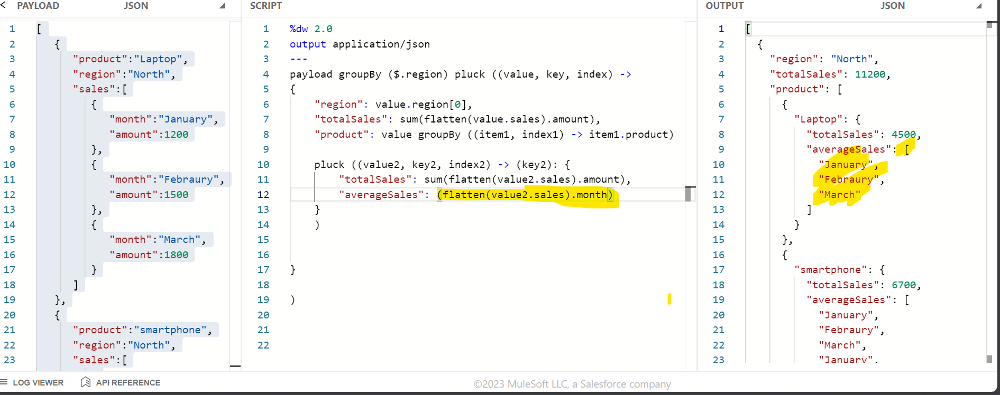 PAYLOAD JSON
1 [
2 {
3 "product":"Laptop",
4 "region":"North",
5 "sales":[
6 {
7 "month":"January",
8 "amount":1200
9 },
10 {
11 "month":"Febraury",
12 "amount":1500
13 },
14 {
15 "month":"March",
16 "amount":1800
17 }
18 ]
19 },
20 {
21 "product":"smartphone",
22 "region":"North",
23 "sales":[
SCRIPT
1 %dw 2.0
2 output application/json
3 ---
4 payload groupBy ($.region) pluck ((value, key, index) ->
5 {
6 "region": value.region[0],
7 "totalSales": sum(flatten(value.sales).amount),
8 "product": value groupBy ((item1, index1) -> item1.product)
9
10 pluck ((value2, key2, index2) -> (key2): {
11 "totalSales": sum(flatten(value2.sales).amount),
12 "averageSales": (flatten(value2.sales).month)
13 }
14 )
15
16
17 }
18
19 )
20
21
22
OUTPUT JSON
1 [
2 {
3 "region": "North",
4 "totalSales": 11200,
5 "product": [
6 {
7 "Laptop": {
8 "totalSales": 4500,
9 "averageSales": [
10 "January",
11 "Febraury",
12 "March"
13 ]
14 }
15 },
16 {
17 "smartphone": {
18 "totalSales": 6700,
19 "averageSales": [
20 "January",
21 "Febraury",
22 "March",
23 "January",
LOG VIEWER API REFERENCE
©2023 MuleSoft LLC, a Salesforce company